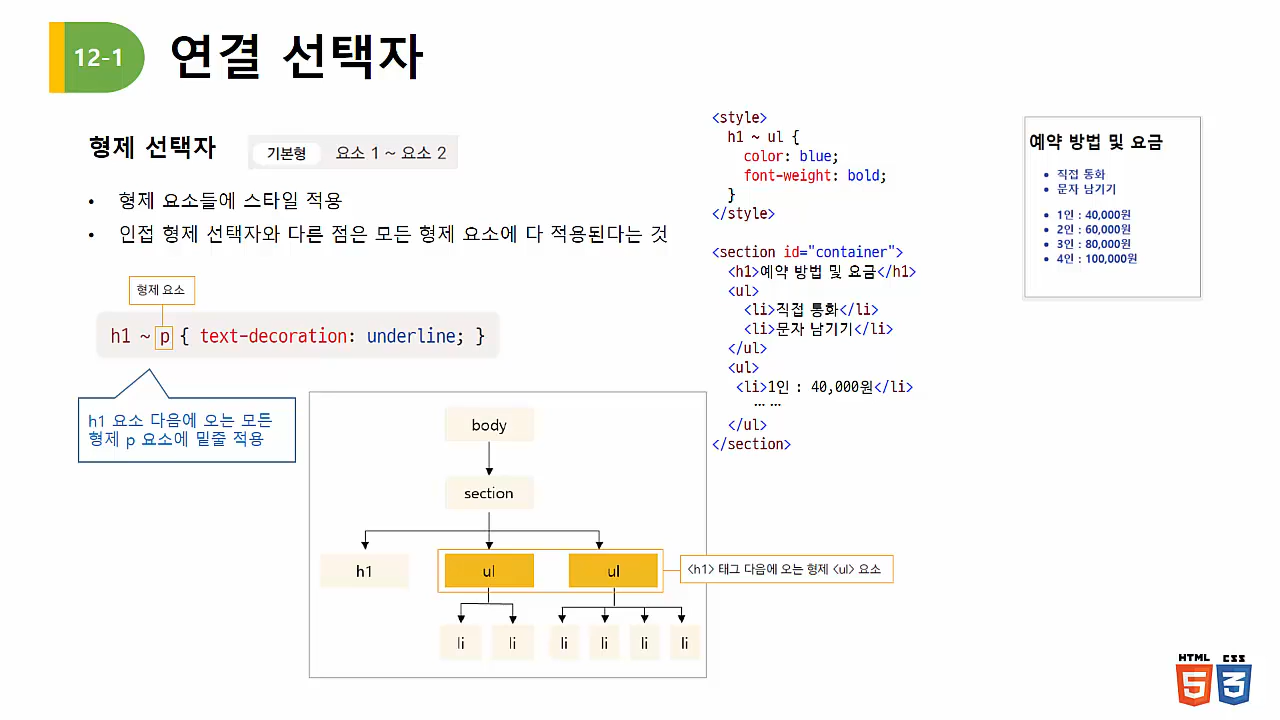 12-1
연결 선택자
형제 선택자
기본형 요소 1 ~ 요소 2
• 형제 요소들에 스타일 적용
• 인접 형제 선택자와 다른 점은 모든 형제 요소에 다 적용된다는 것
형제 요소
h1 ~ p { text-decoration: underline; }
h1 요소 다음에 오는 모든
형제 p 요소에 밑줄 적용
body
section
h1 ul ul
<h1> 태그 다음에 오는 형제 <ul> 요소
li li li li li li
<style>
h1 ~ ul {
color: blue;
font-weight: bold;
}
</style>
<section id="container">
<h1>예약 방법 및 요금</h1>
<ul>
<li>직접 통화</li>
<li>문자 남기기</li>
</ul>
<ul>
<li>1인 : 40,000원</li>
……
</ul>
</section>
예약 방법 및 요금
• 직접 통화
• 문자 남기기
• 1인 : 40,000원
• 2인 : 60,000원
• 3인 : 80,000원
• 4인 : 100,000원
HTML CSS
5 3